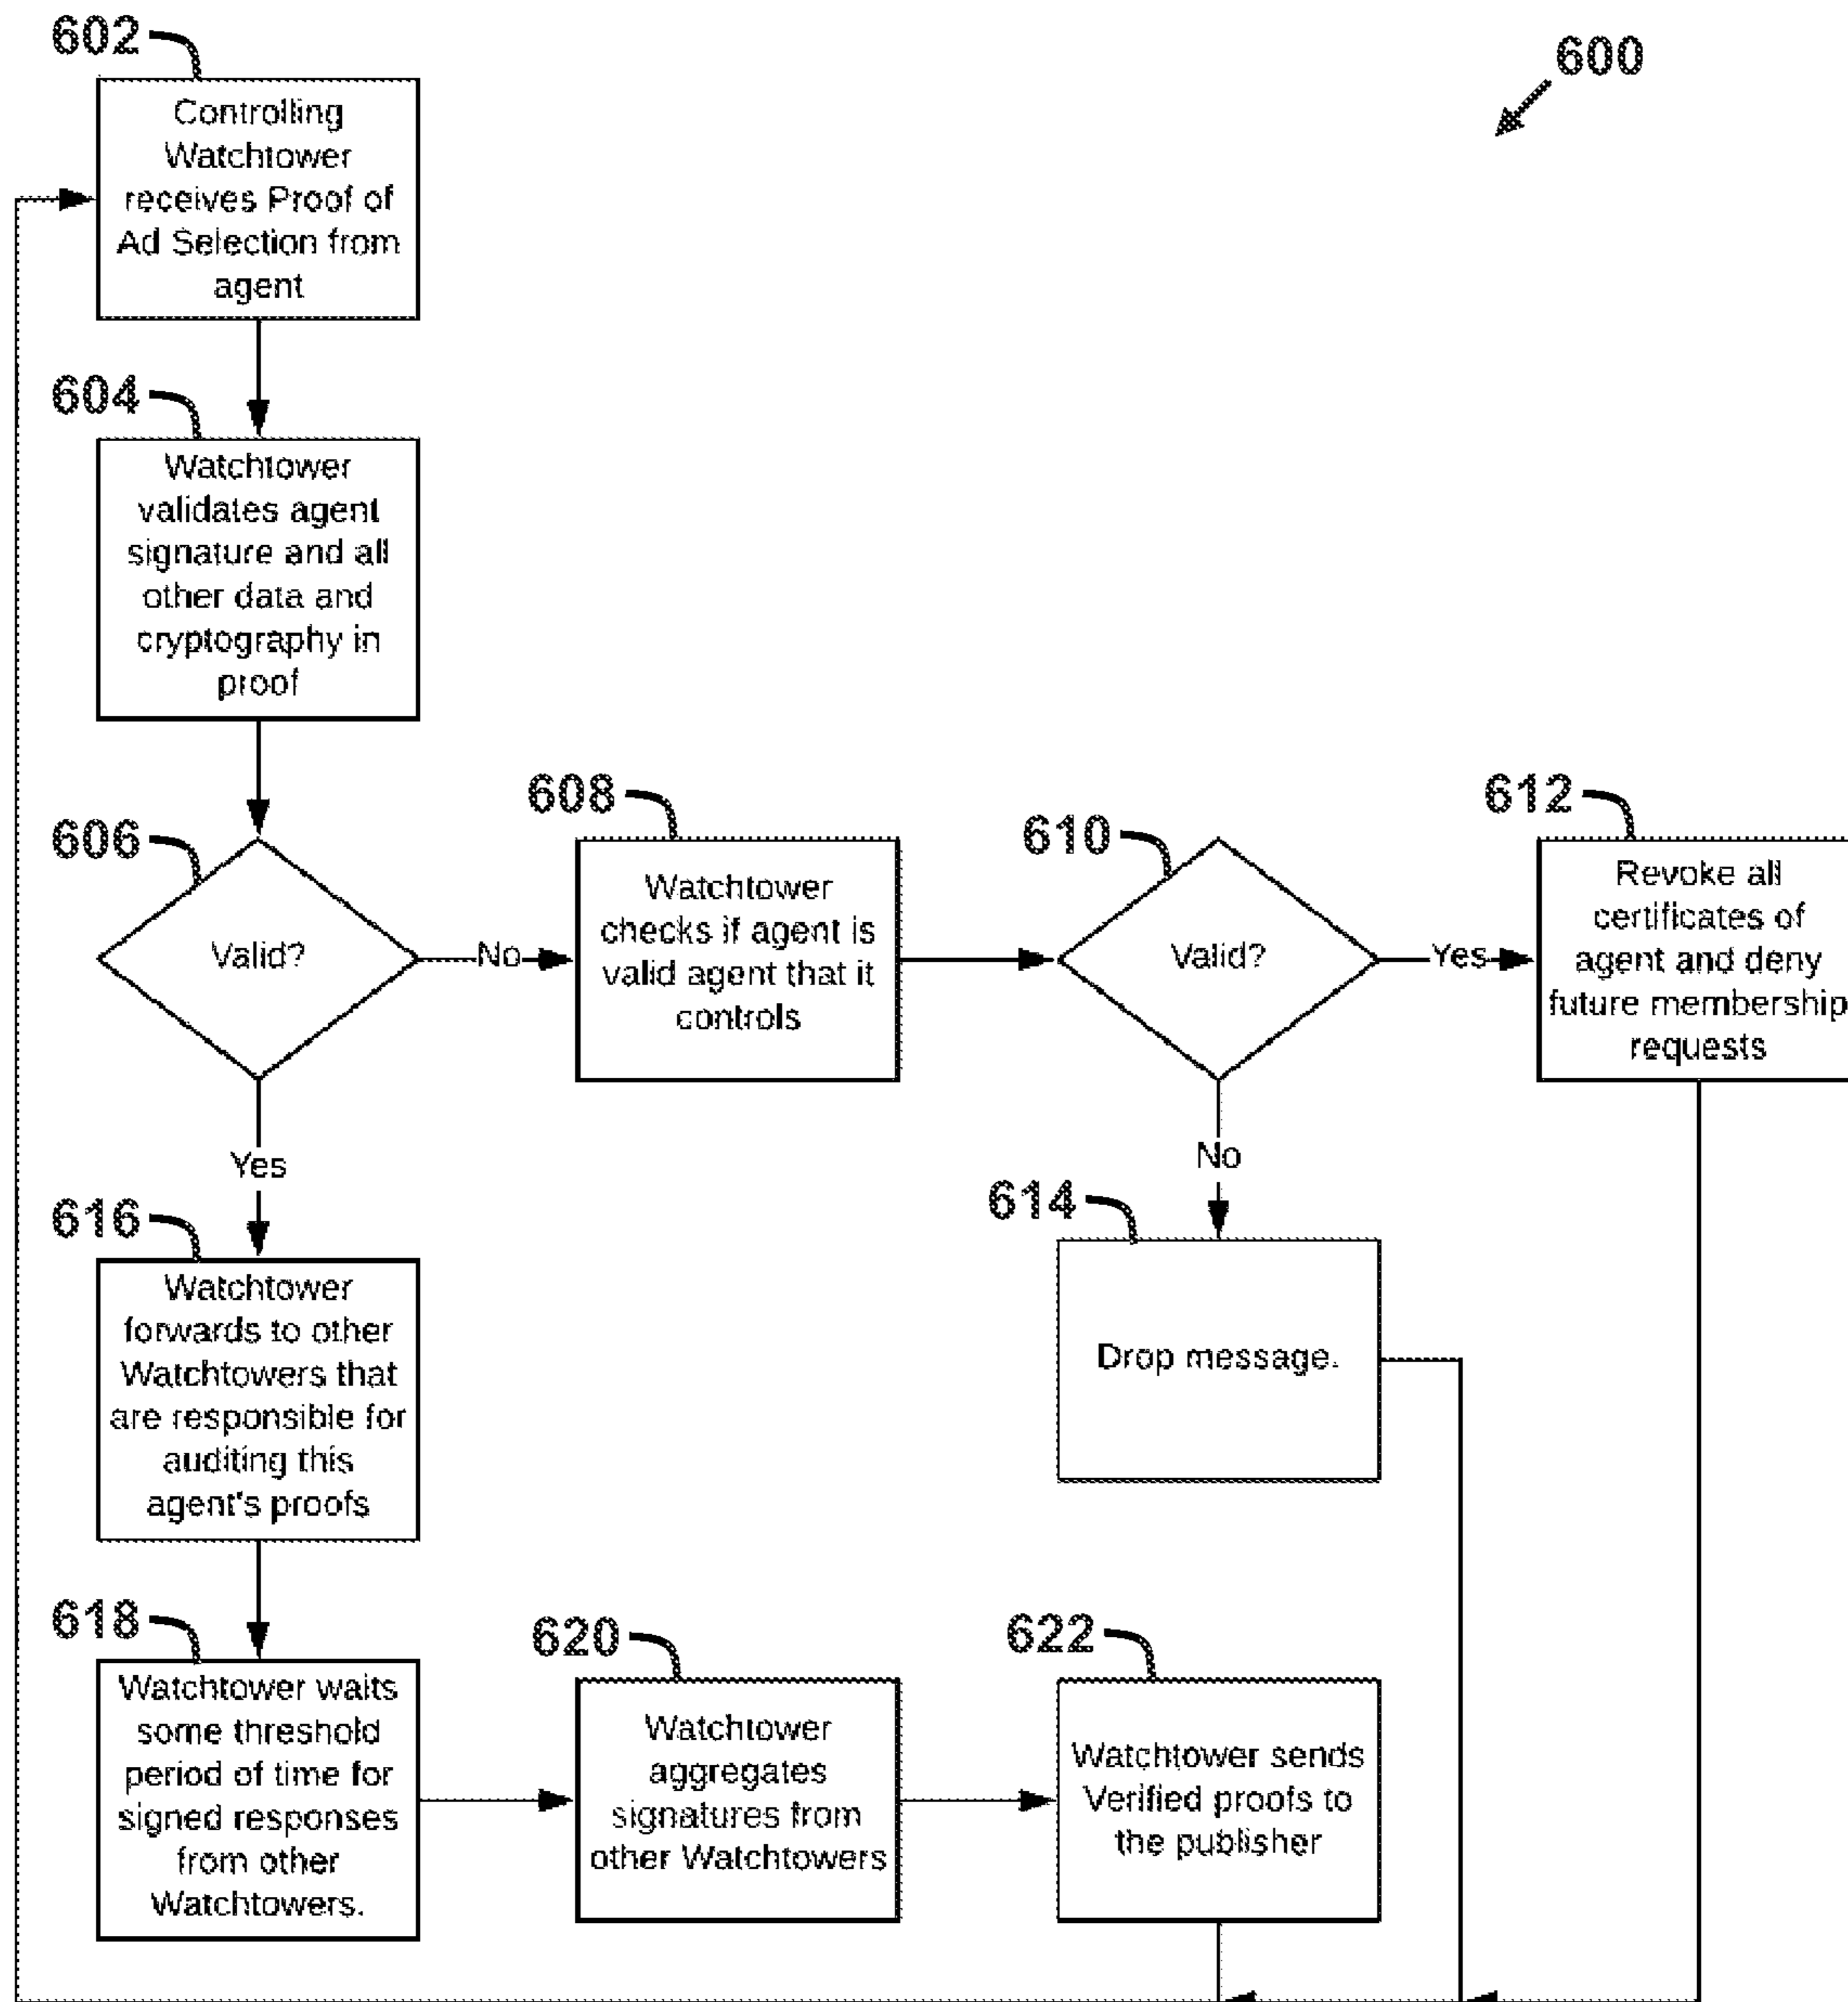 602
600
Controlling
Watchtower
receives Proof of
Ad Selection from
agent
604
Watchtower
validates agent
signature and all
other data and
cryptography in
proof
606
Valid?
No
608
Watchtower
checks if agent is
valid agent that it
controls
610
Valid?
Yes
612
Revoke all
certificates of
agent and deny
future membership
requests
Yes
No
614
Drop message.
616
Watchtower
forwards to other
Watchtowers that
are responsible for
auditing this
agent's proofs
618
Watchtower waits
some threshold
period of time for
signed responses
from other
Watchtowers.
620
Watchtower
aggregates
signatures from
other Watchtowers
622
Watchtower sends
Verified proofs to
the publisher